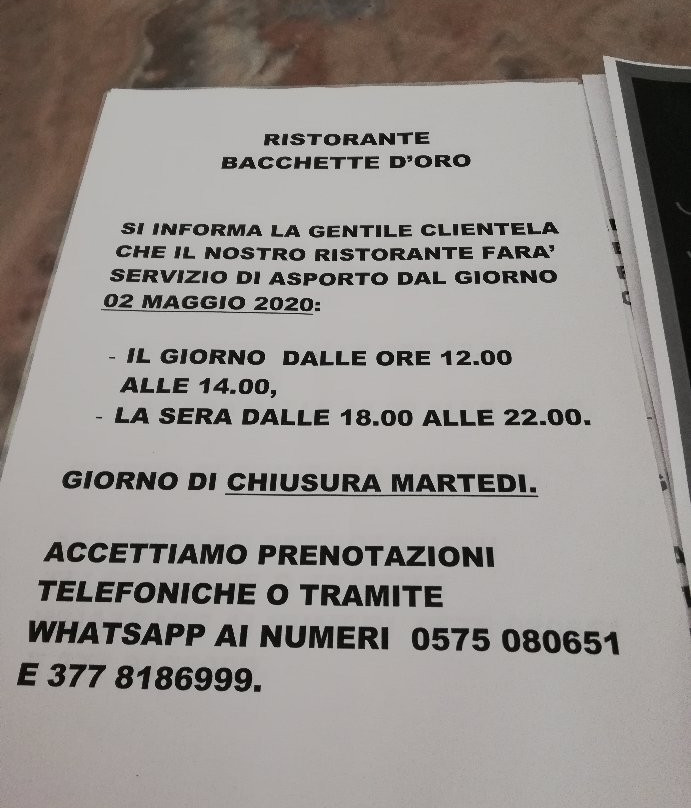 RISTORANTE
BACCHETTE D'ORO
SI INFORMA LA GENTILE CLIENTELA
CHE IL NOSTRO RISTORANTE FARA'
SERVIZIO DI ASPORTO DAL GIORNO
02 MAGGIO 2020:
- IL GIORNO DALLE ORE 12.00
ALLE 14.00,
- LA SERA DALLE 18.00 ALLE 22.00.
GIORNO DI CHIUSURA MARTEDI.
ACCETTIAMO PRENOTAZIONI
TELEFONICHE O TRAMITE
WHATSAPP AI NUMERI 0575 080651
E 377 8186999.